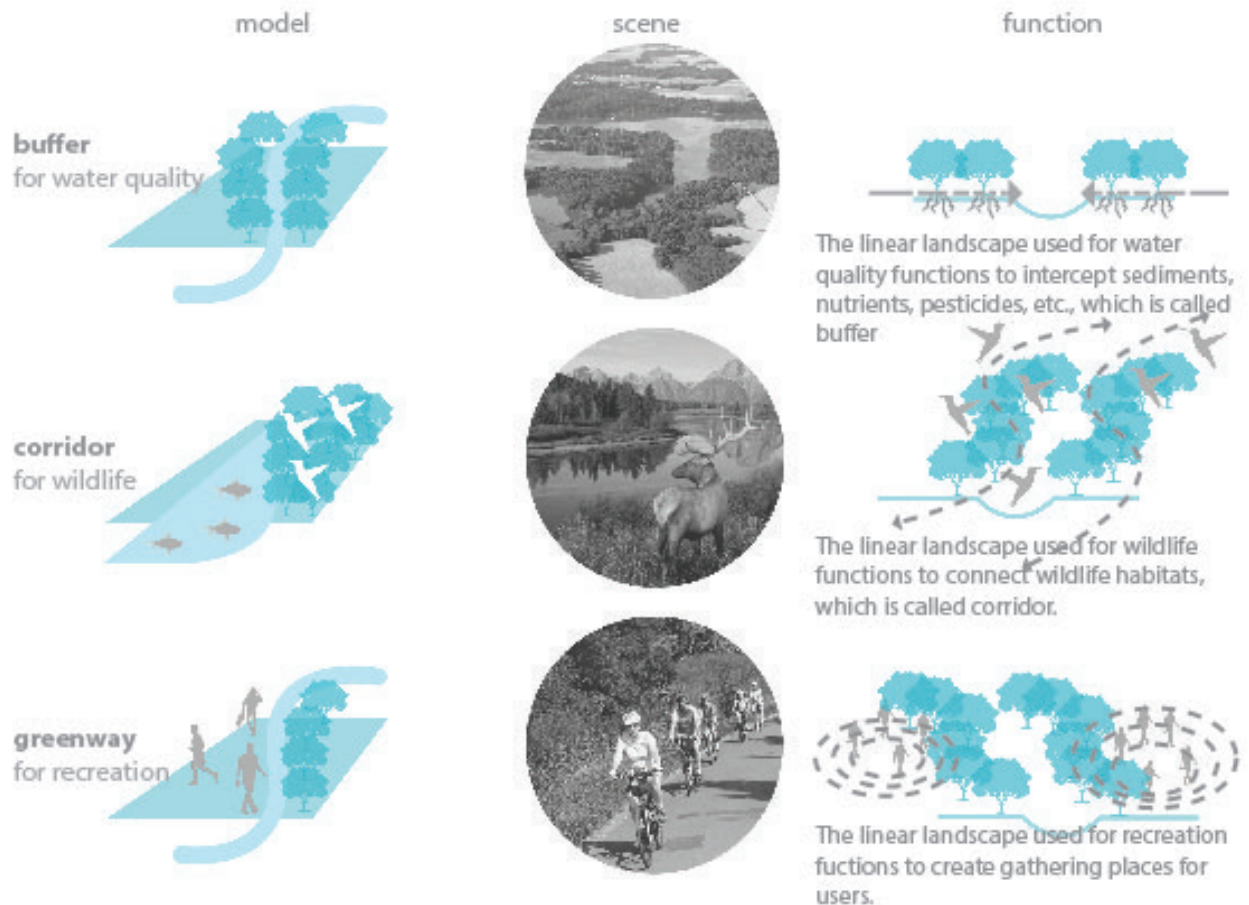 model
scene
function
buffer
for water quality
The linear landscape used for water
quality functions to intercept sediments,
nutrients, pesticides, etc., which is called
buffer
corridor
for wildlife
The linear landscape used for wildlife
functions to connect wildlife habitats,
which is called corridor.
greenway
for recreation
The linear landscape used for recreation
fuctions to create gathering places for
users.